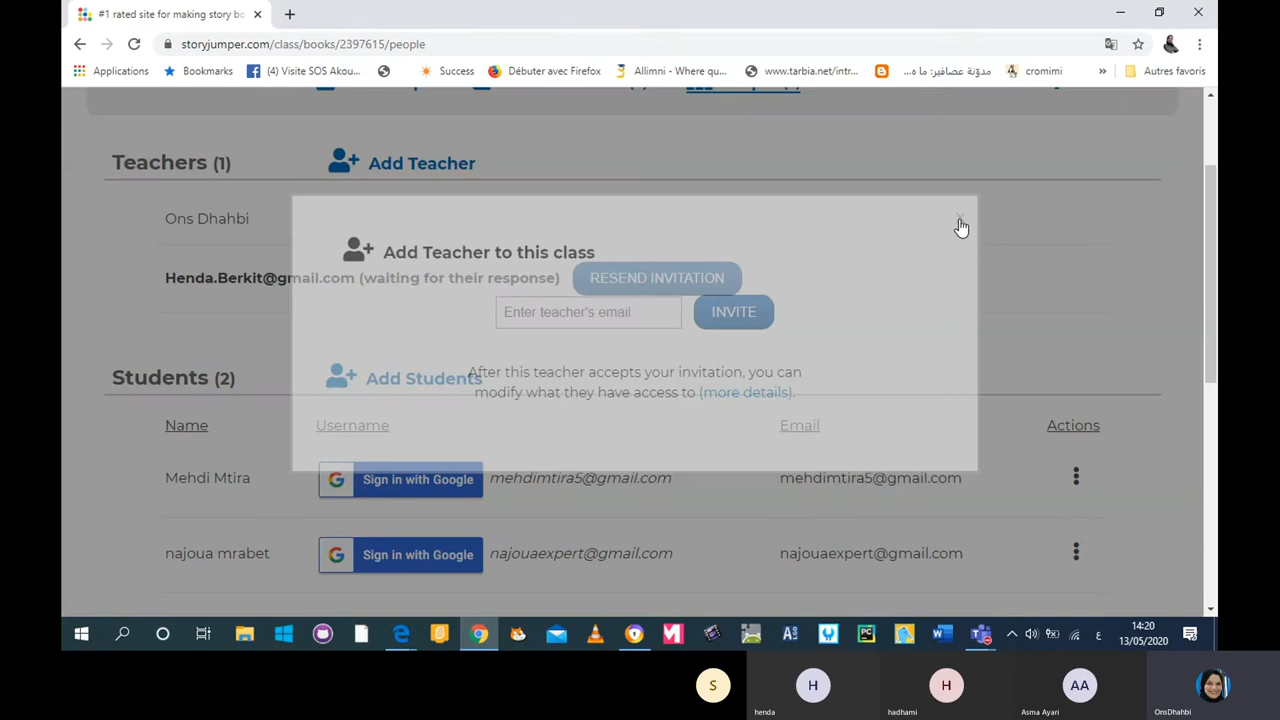 #1 rated site for making story bo
storyjumper.com/class/books/2397615/people
Applications
Bookmarks
(4) Visite SOS Akou...
Success
Débuter avec Firefox
Allimni - Where qu...
www.tarbia.net/intr...
مدوّنة عصافير: ما ه...
cromimi
»
Autres favoris
Teachers (1)
Add Teacher
Ons Dhahbi
Add Teacher to this class
Henda.Berkit@gmail.com (waiting for their response)
RESEND INVITATION
Enter teacher's email
INVITE
After this teacher accepts your invitation, you can
modify what they have access to (more details).
Students (2)
Add Students
Name
Username
Email
Actions
Mehdi Mtira
Sign in with Google
mehdimtira5@gmail.com
mehdimtira5@gmail.com
najoua mrabet
Sign in with Google
najouaexpert@gmail.com
najouaexpert@gmail.com
ع
14:20
13/05/2020
S
H
henda
H
hadhami
AA
Asma Ayari
OnsDhahbi